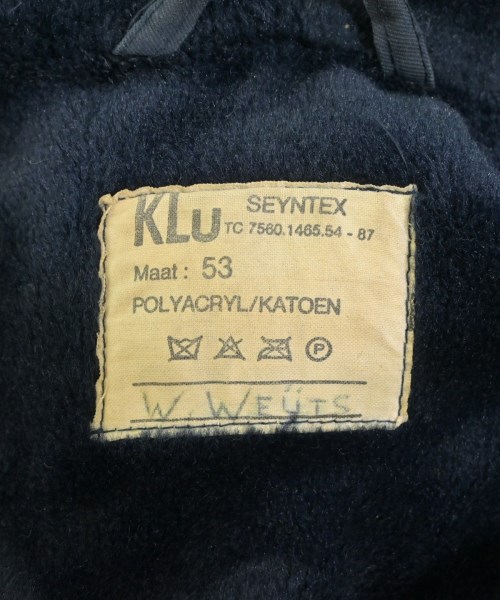 KLu SEYNTEX
TC 7560.1465.54 - 87
Maat : 53
POLYACRYL/KATOEN
P
W. WEÜTS